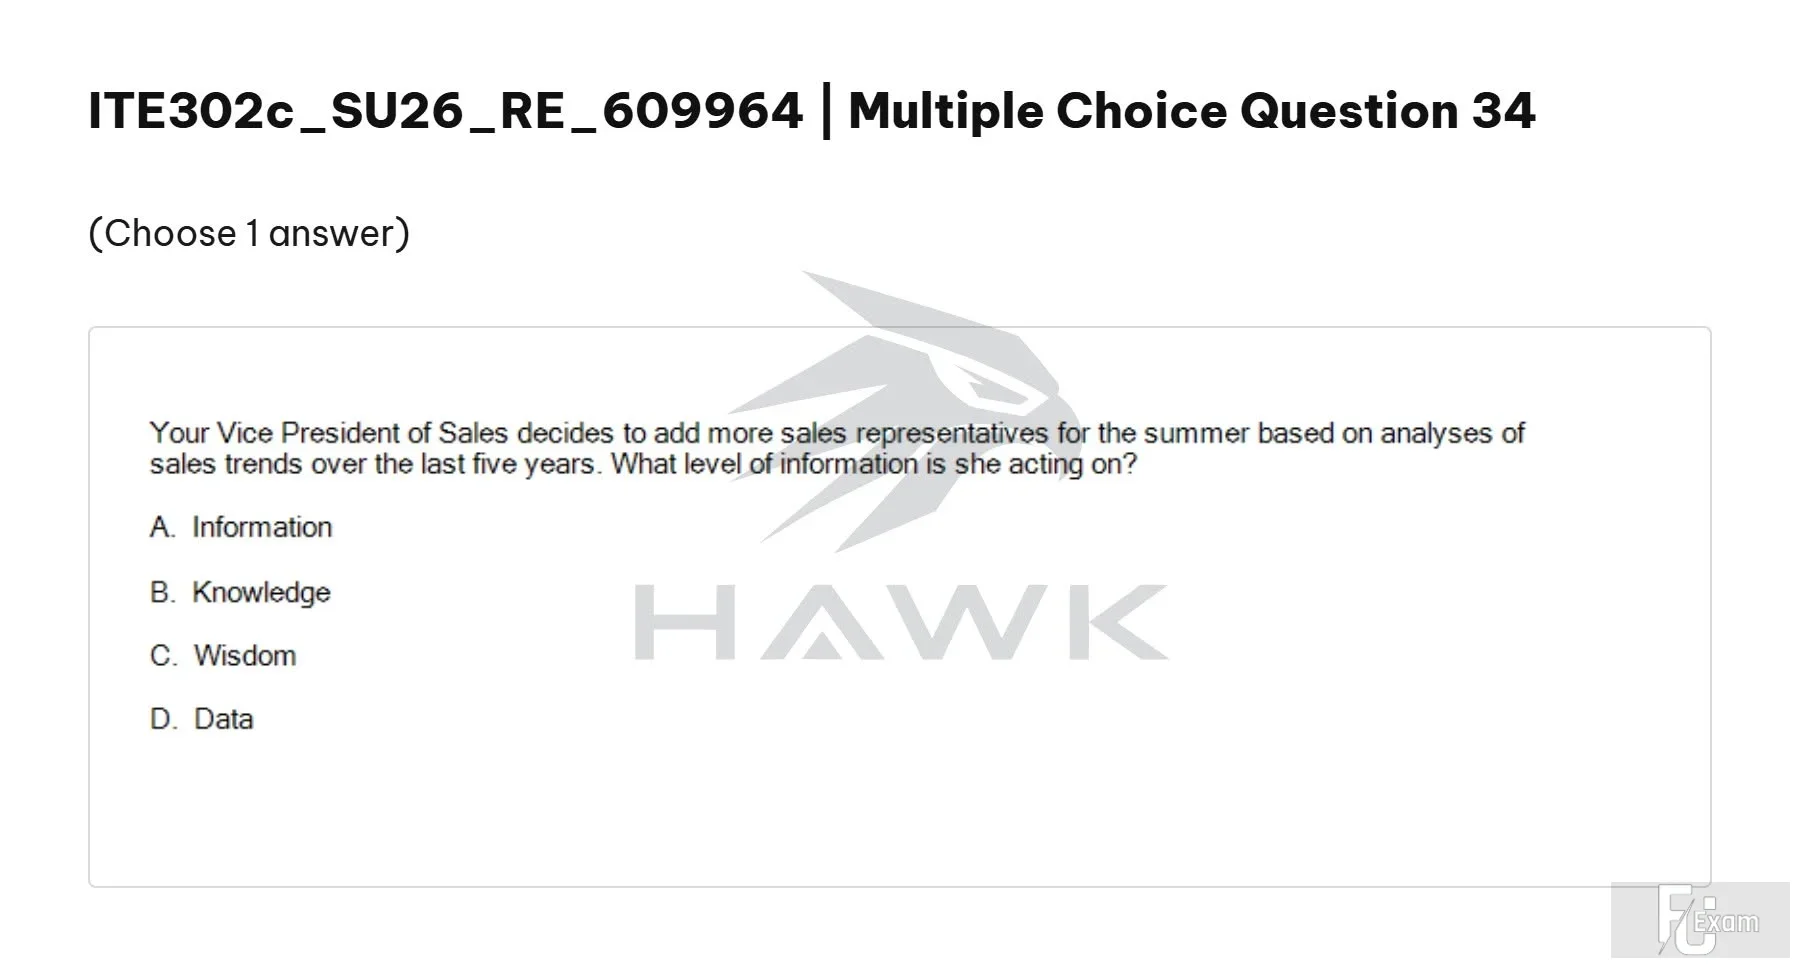 ITE302c_SU26_RE_609964 | Multiple Choice Question 34
(Choose 1 answer)
Your Vice President of Sales decides to add more sales representatives for the summer based on analyses of
sales trends over the last five years. What level of information is she acting on?
A. Information
B. Knowledge
C. Wisdom
D. Data
HAWK
FU Exam